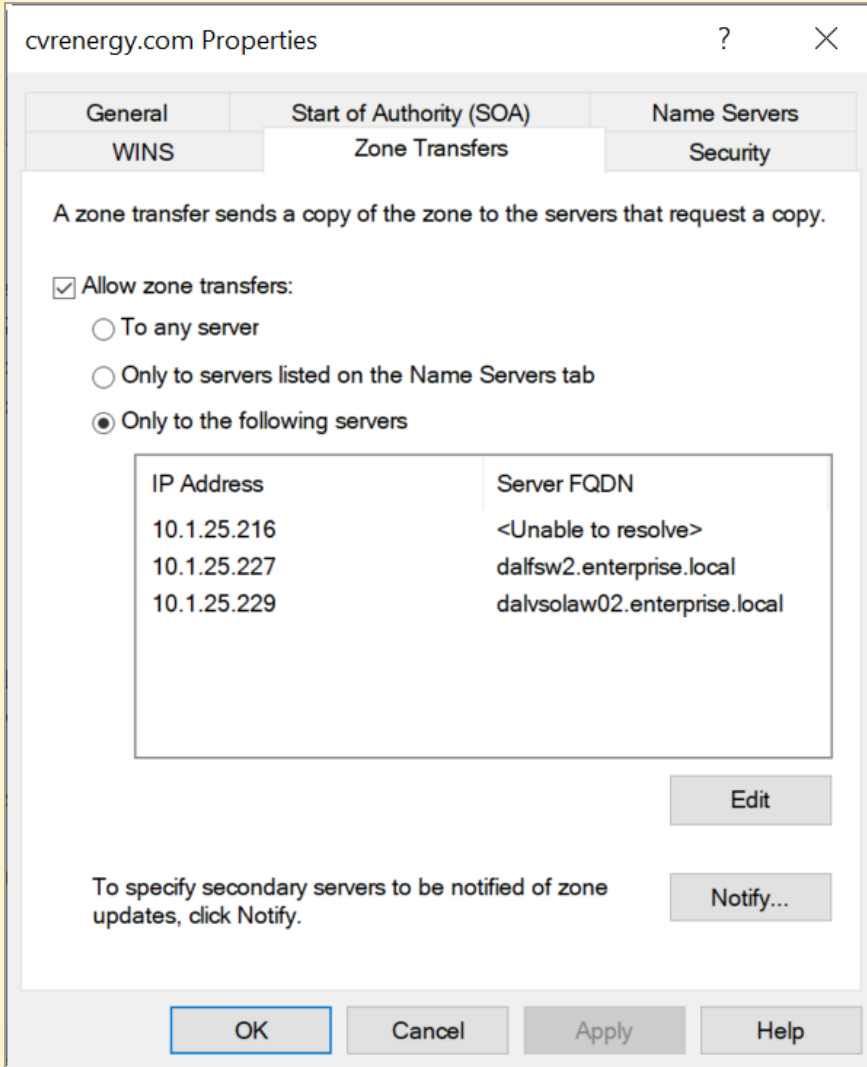 cvrenergy.com Properties
General Start of Authority (SOA) Name Servers
WINS Zone Transfers Security
A zone transfer sends a copy of the zone to the servers that request a copy.
Allow zone transfers:
To any server
Only to servers listed on the Name Servers tab
Only to the following servers
IP Address Server FQDN
10.1.25.216 <Unable to resolve>
10.1.25.227 dalfsw2.enterprise.local
10.1.25.229 dalvsolaw02.enterprise.local
Edit
To specify secondary servers to be notified of zone
updates, click Notify.
Notify...
OK Cancel Apply Help